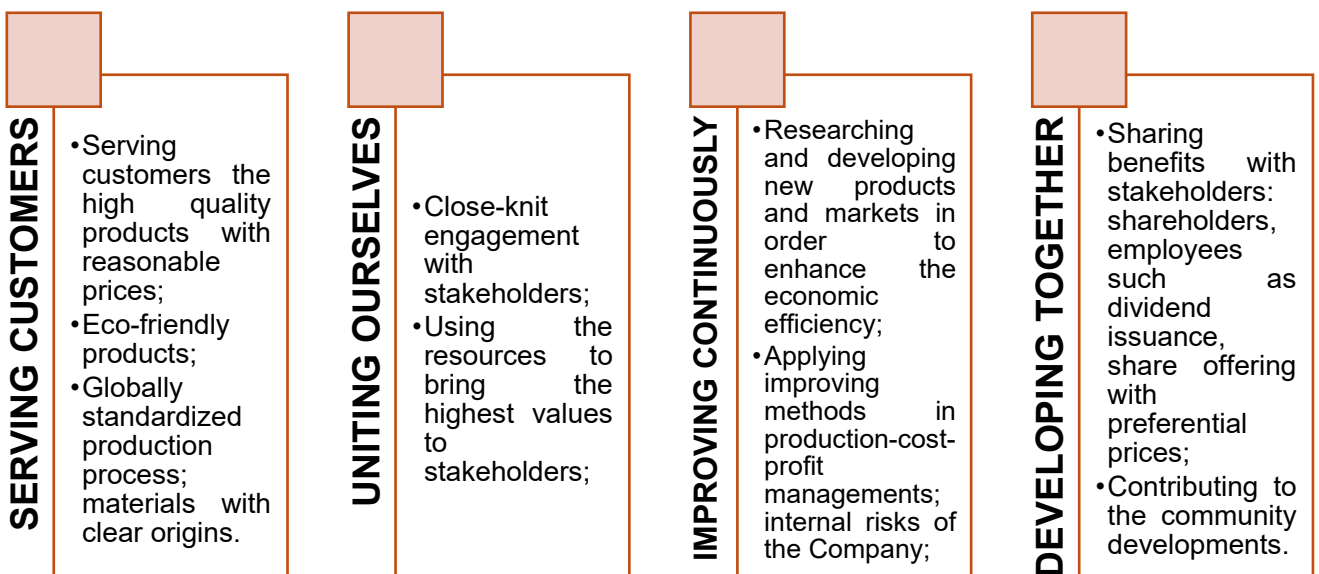 SERVING CUSTOMERS
•Serving
customers the
high quality
products with
reasonable
prices;
•Eco-friendly
products;
•Globally
standardized
production
process;
materials with
clear origins.
UNITING OURSELVES
•Close-knit
engagement
with
stakeholders;
•Using the
resources to
bring the
highest values
to
stakeholders;
IMPROVING CONTINUOUSLY
•Researching
and developing
new products
and markets in
order to
enhance the
economic
efficiency;
•Applying
improving
methods in
production-cost-
profit
managements;
internal risks of
the Company;
DEVELOPING TOGETHER
•Sharing
benefits with
stakeholders:
shareholders,
employees
such as
dividend
issuance,
share offering
with
preferential
prices;
•Contributing to
the community
developments.